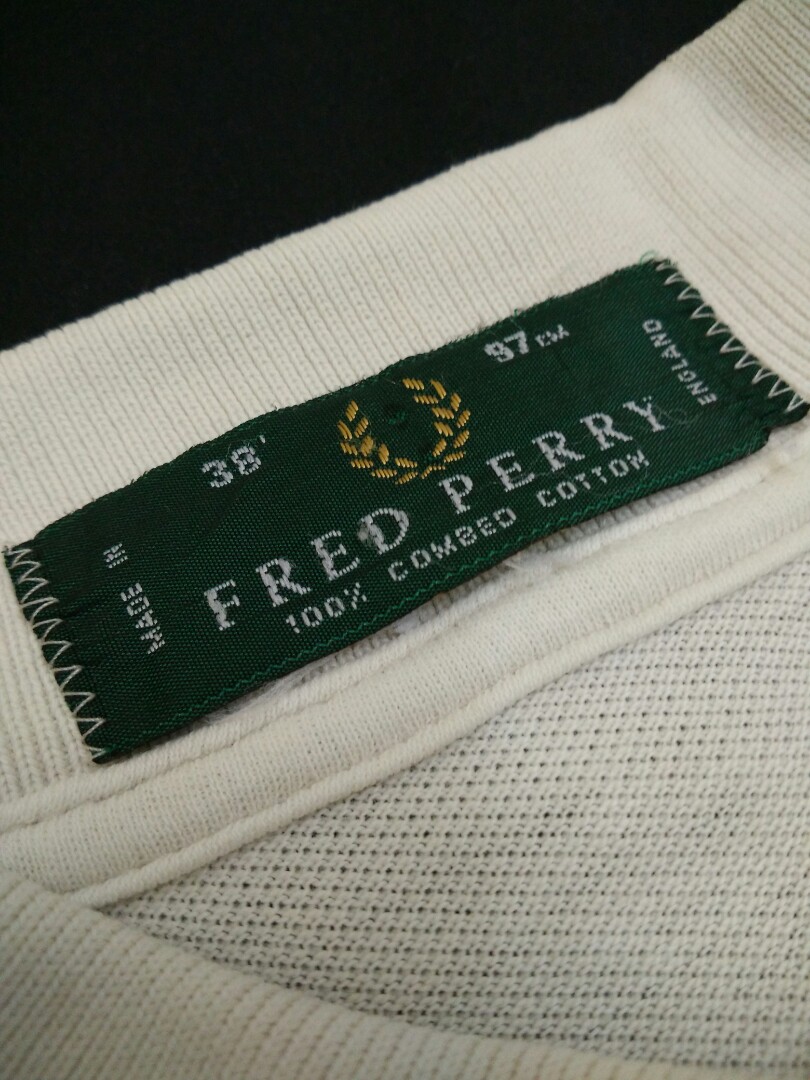 38" 97 CM
FRED PERRY
100% COMBED COTTON
MADE IN
ENGLAND